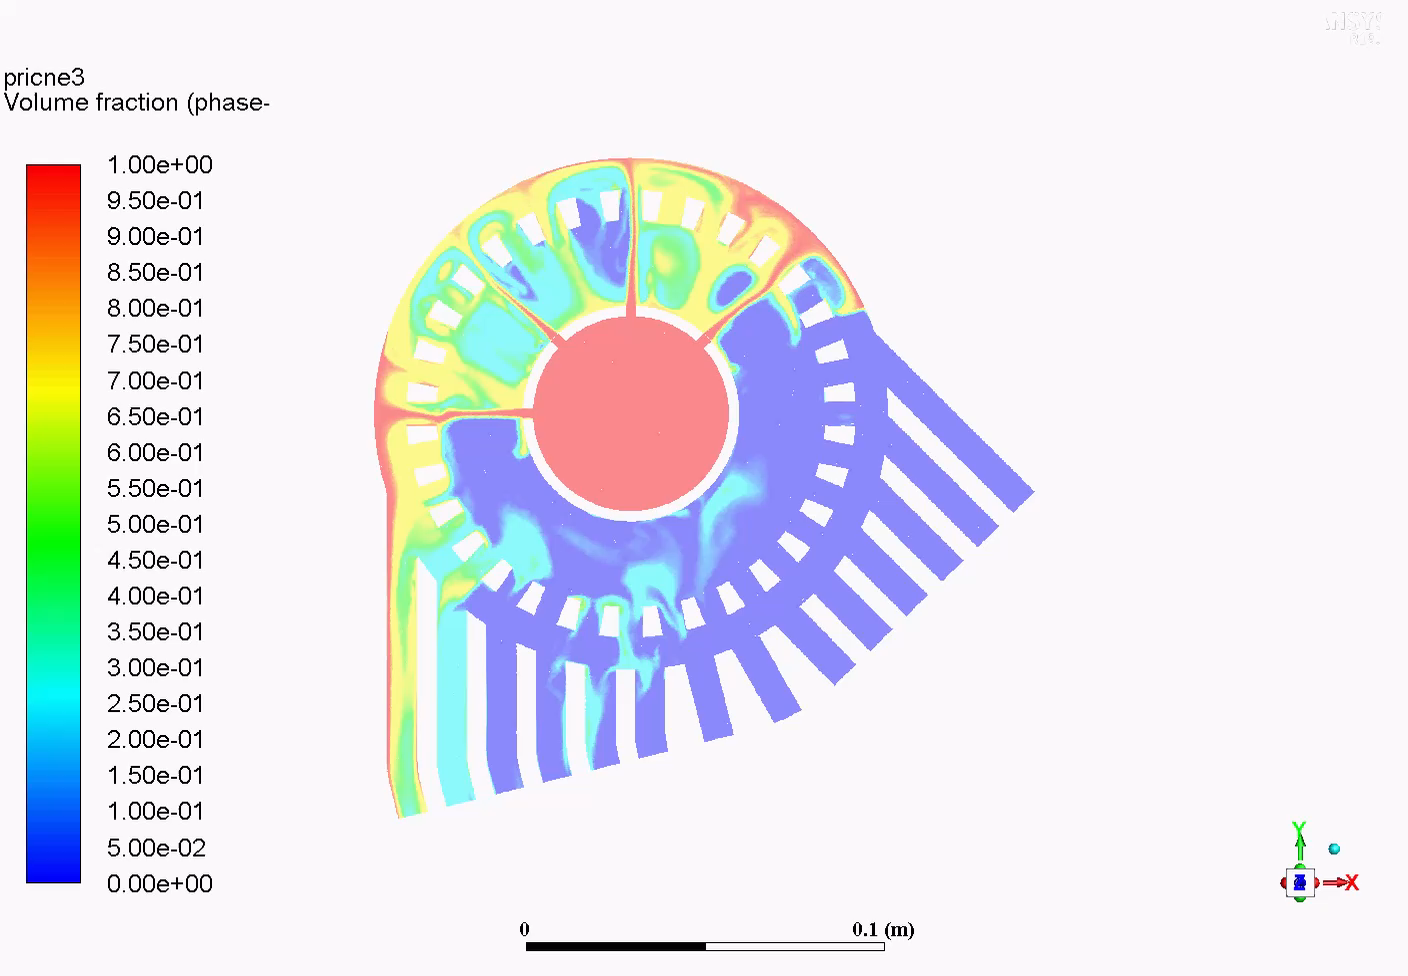 pricne3
Volume fraction (phase-
1.00e+00
9.50e-01
9.00e-01
8.50e-01
8.00e-01
7.50e-01
7.00e-01
6.50e-01
6.00e-01
5.50e-01
5.00e-01
4.50e-01
4.00e-01
3.50e-01
3.00e-01
2.50e-01
2.00e-01
1.50e-01
1.00e-01
5.00e-02
0.00e+00
Y
X
0 0.1 (m)